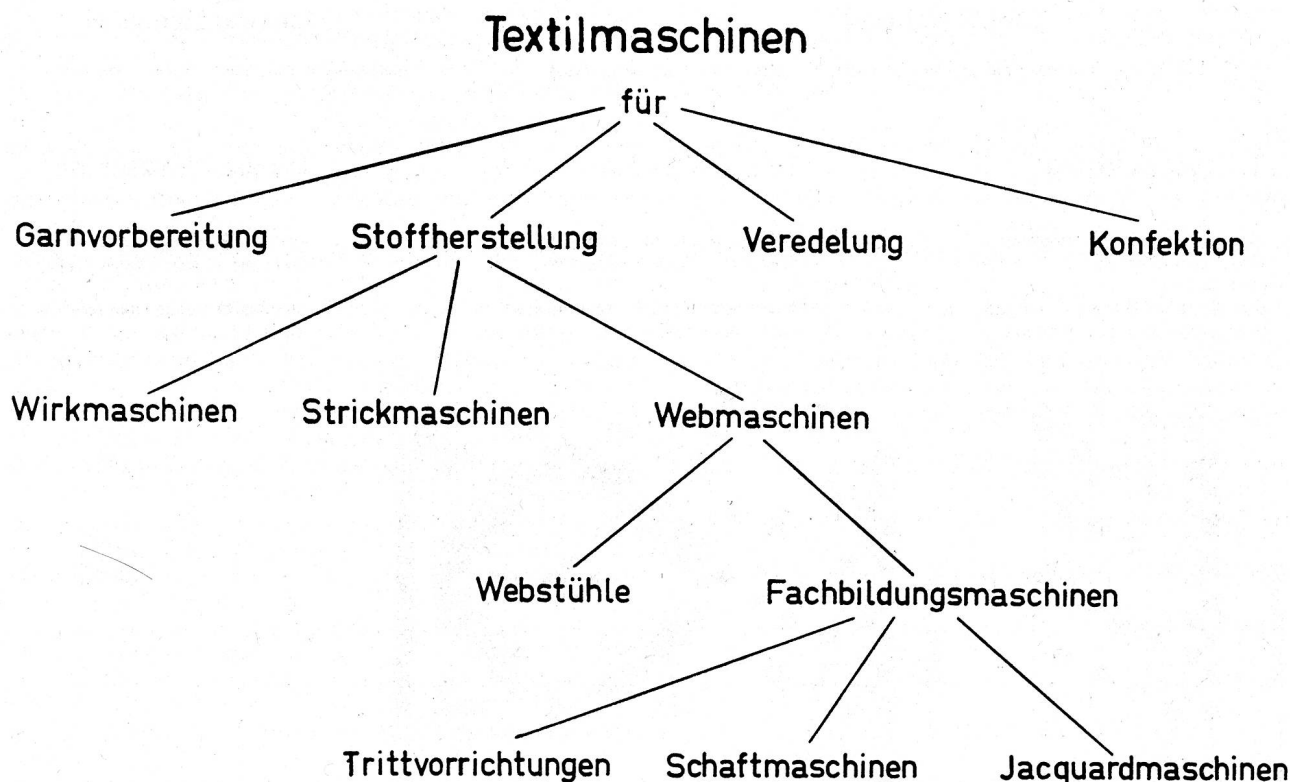 Textilmaschinen
für
Garnvorbereitung Stoffherstellung Veredelung Konfektion
Wirkmaschinen Strickmaschinen Webmaschinen
Webstühle Fachbildungsmaschinen
Trittvorrichtungen Schaftmaschinen Jacquardmaschinen